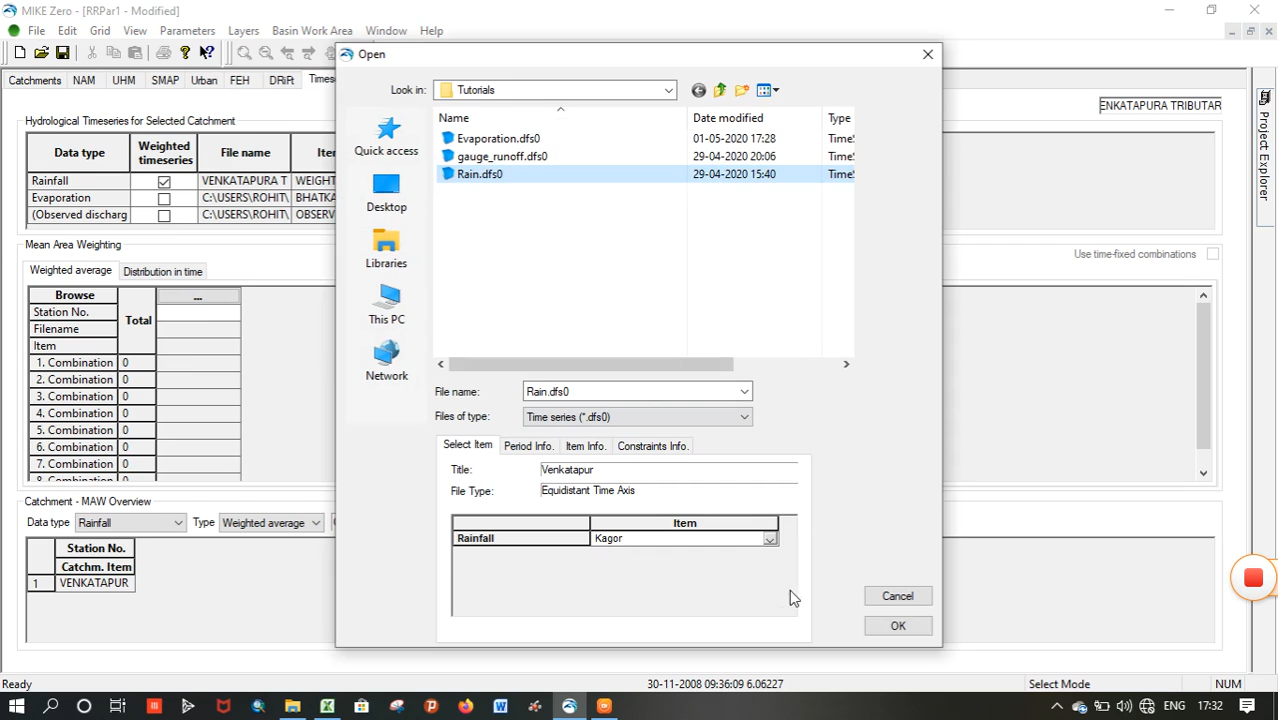 MIKE Zero - [RRPar1 - Modified]
File Edit Grid View Parameters Layers Basin Work Area Window Help
Catchments NAM UHM SMAP Urban FEH DRiFt Times
ENKATAPURA TRIBUTAR
Hydrological Timeseries for Selected Catchment
Data type Weighted timeseries File name Iter
Rainfall VENKATAPURA T WEIGHT
Evaporation C:\USERS\ROHIT\ BHATKA
(Observed discharg C:\USERS\ROHIT\ OBSERV
Mean Area Weighting
Use time-fixed combinations
Weighted average Distribution in time
Browse Total ...
Station No.
Filename
Item
1. Combination 0
2. Combination 0
3. Combination 0
4. Combination 0
5. Combination 0
6. Combination 0
7. Combination 0
8. Combination 0
Catchment - MAW Overview
Data type Rainfall Type Weighted average
Station No.
Catchm. Item
1 VENKATAPUR
Open
Look in: Tutorials
Name Date modified Type
Evaporation.dfs0 01-05-2020 17:28 TimeS
gauge_runoff.dfs0 29-04-2020 20:06 TimeS
Rain.dfs0 29-04-2020 15:40 TimeS
Quick access
Desktop
Libraries
This PC
Network
File name: Rain.dfs0
Files of type: Time series (*.dfs0)
Select Item Period Info. Item Info. Constraints Info.
Title: Venkatapur
File Type: Equidistant Time Axis
Item
Rainfall Kagor
Cancel
OK
Project Explorer
Ready 30-11-2008 09:36:09 6.06227 Select Mode NUM
ENG 17:32